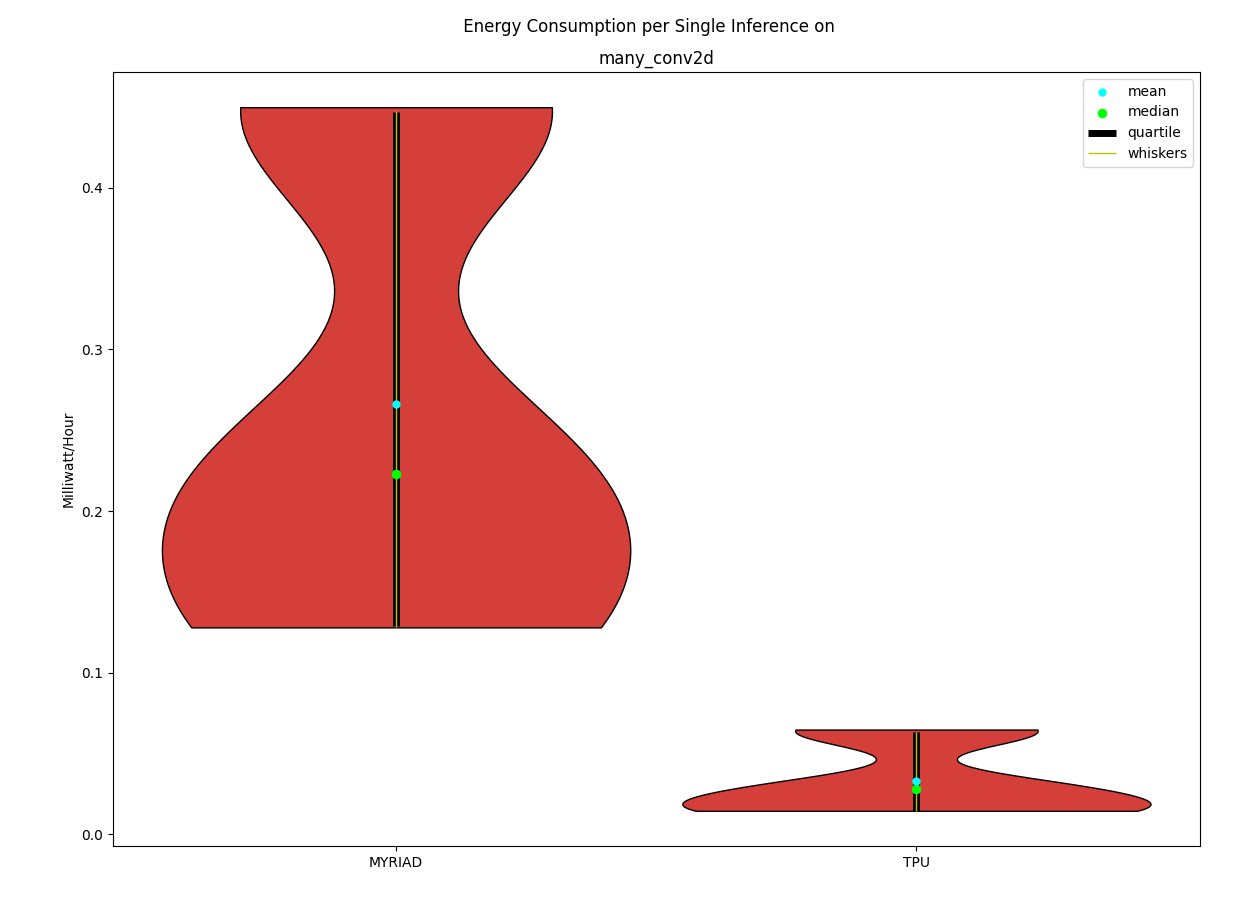 Energy Consumption per Single Inference on
many_conv2d
mean
median
quartile
whiskers
Milliwatt/Hour
0.4
0.3
0.2
0.1
0.0
MYRIAD
TPU